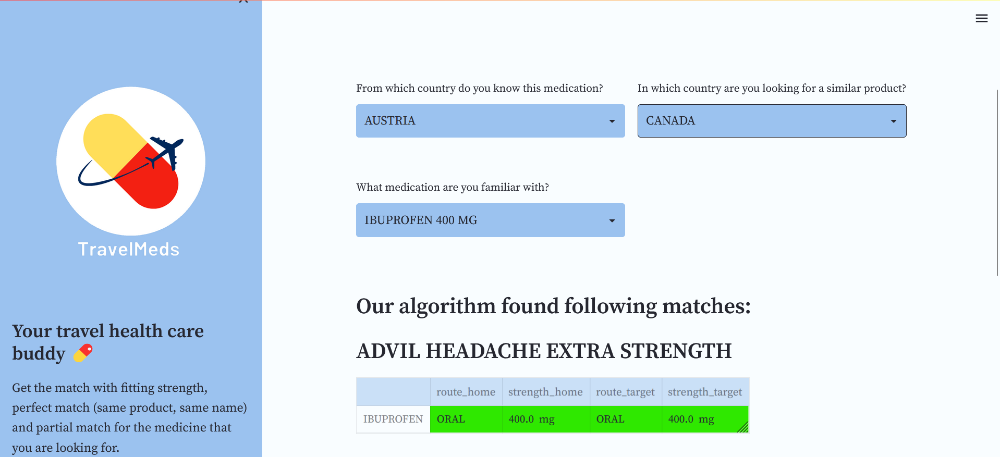 TravelMeds
Your travel health care
buddy
Get the match with fitting strength,
perfect match (same product, same name)
and partial match for the medicine that
you are looking for.
From which country do you know this medication?
AUSTRIA
In which country are you looking for a similar product?
CANADA
What medication are you familiar with?
IBUPROFEN 400 MG
Our algorithm found following matches:
ADVIL HEADACHE EXTRA STRENGTH
route_home strength_home route_target strength_target
IBUPROFEN ORAL 400.0 mg ORAL 400.0 mg